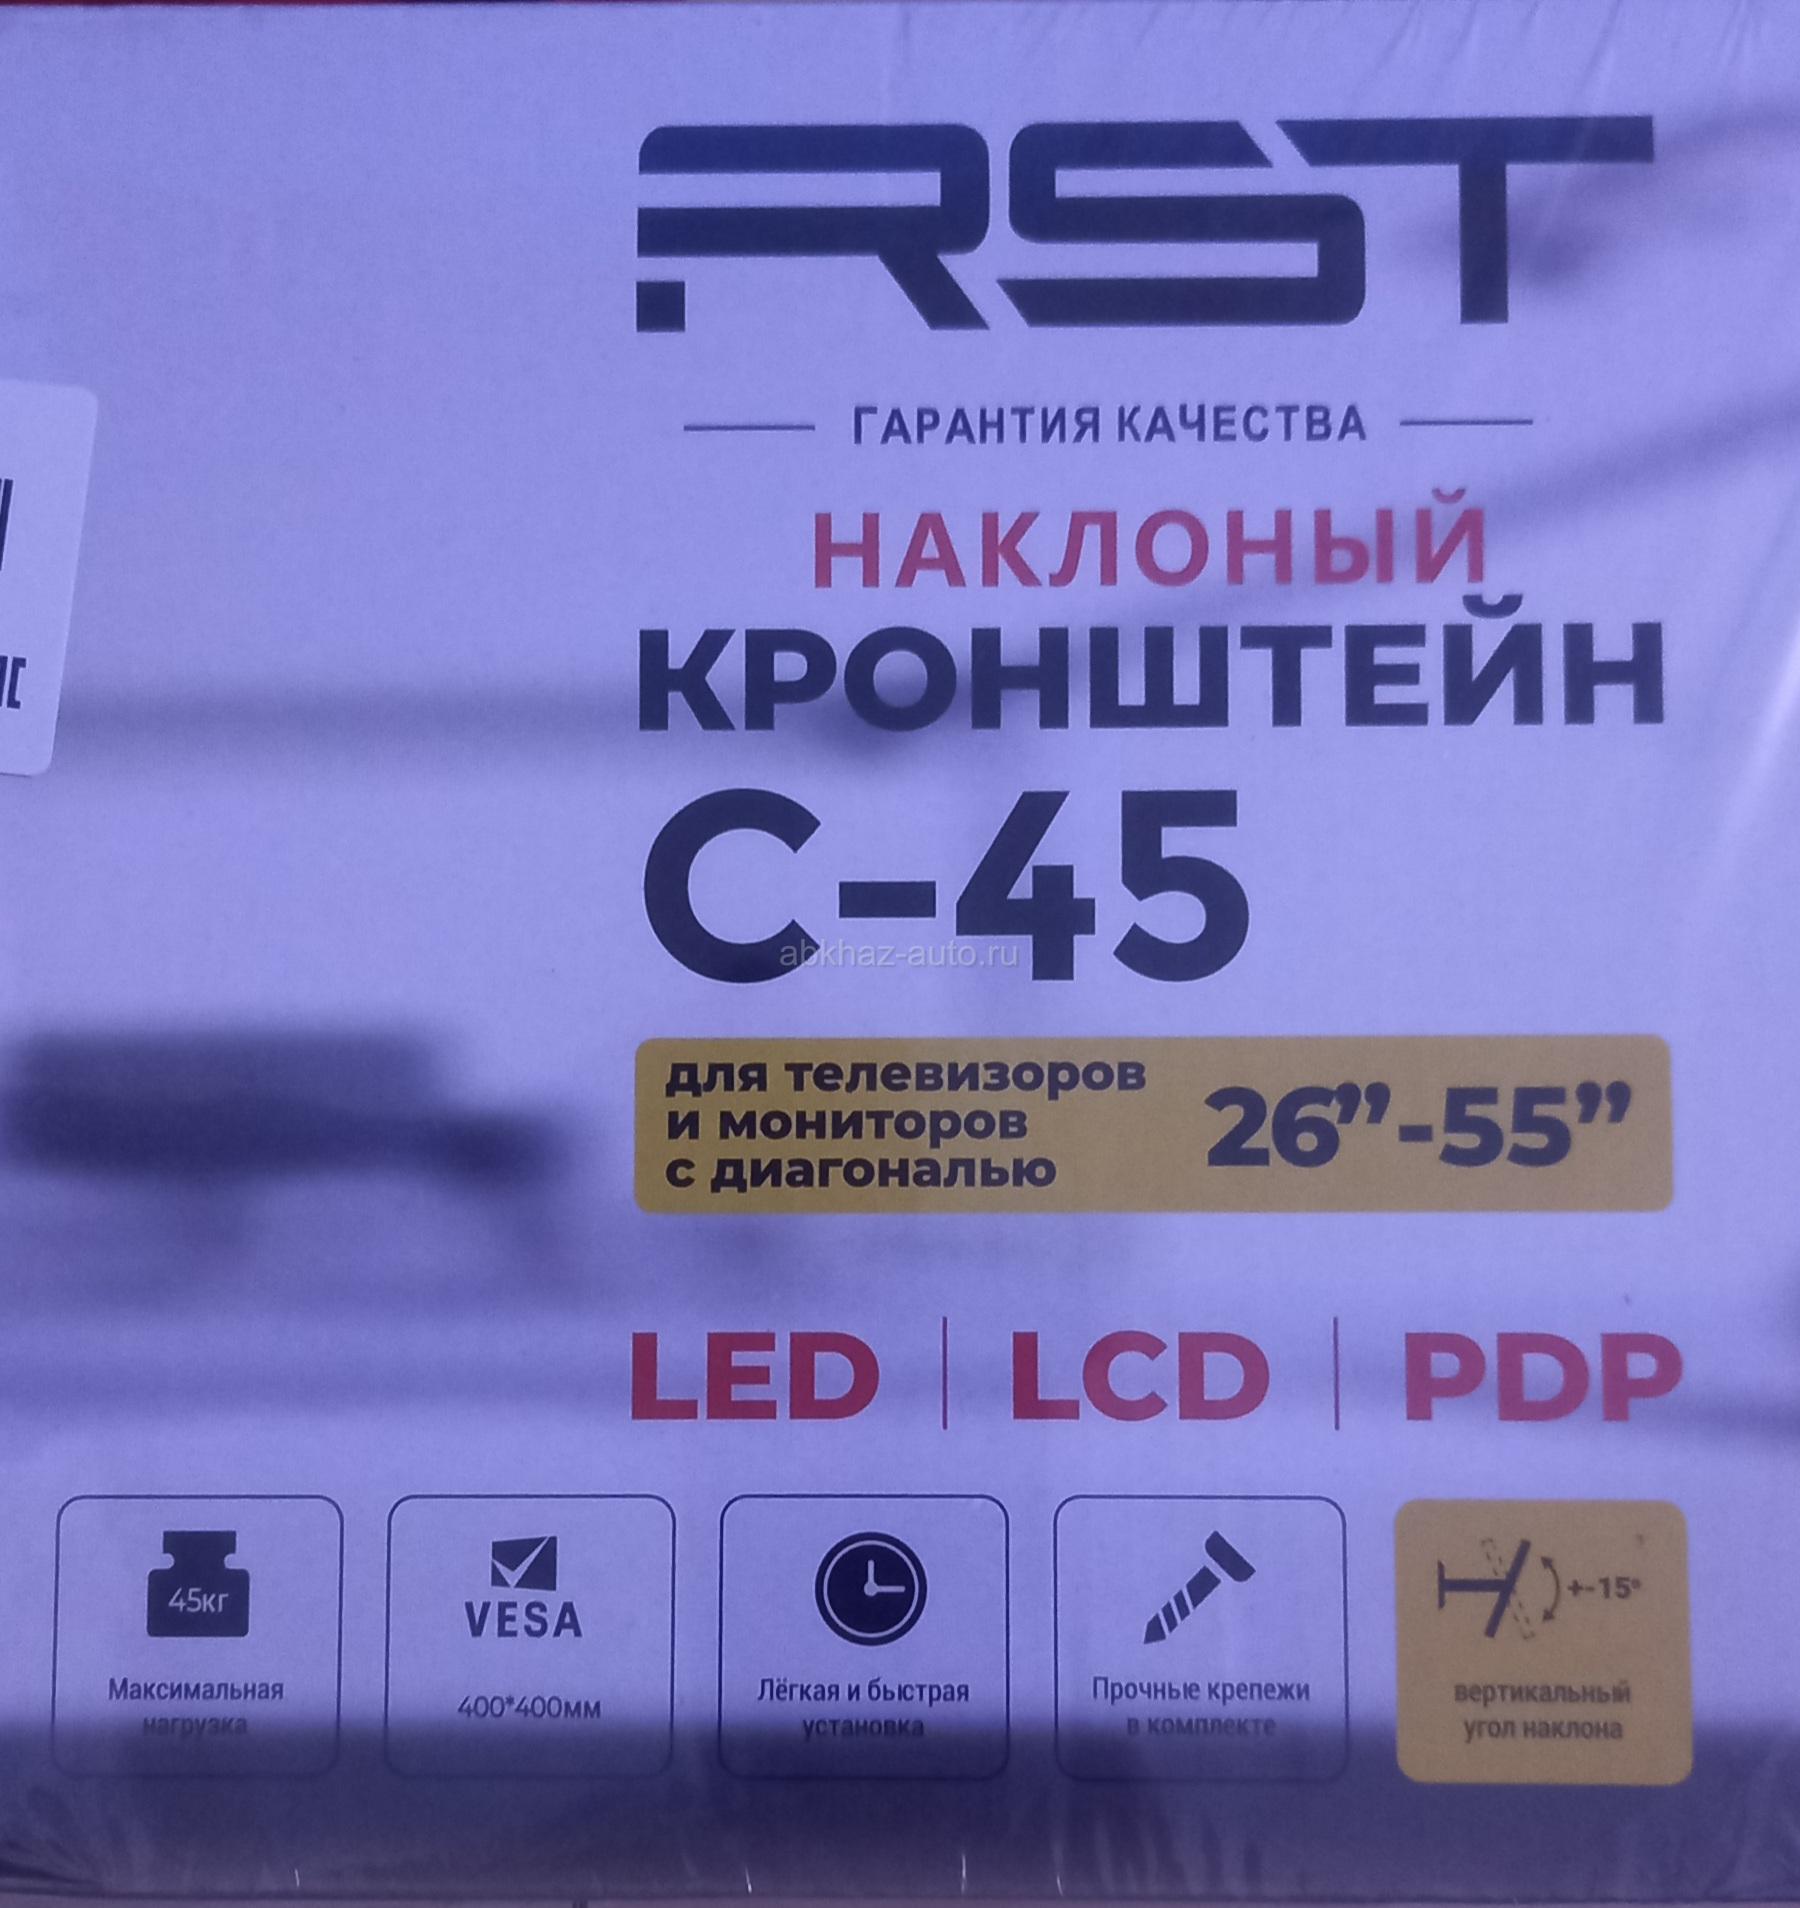 RST
ГАРАНТИЯ КАЧЕСТВА
НАКЛОНЫЙ
КРОНШТЕЙН
С-45
abkhaz-auto.ru
для телевизоров
и мониторов
с диагональю
26”-55”
LED | LCD | PDP
45кг
Максимальная
нагрузка
VESA
400*400мм
Лёгкая и быстрая
установка
Прочные крепежи
в комплекте
+-15°
вертикальный
угол наклона